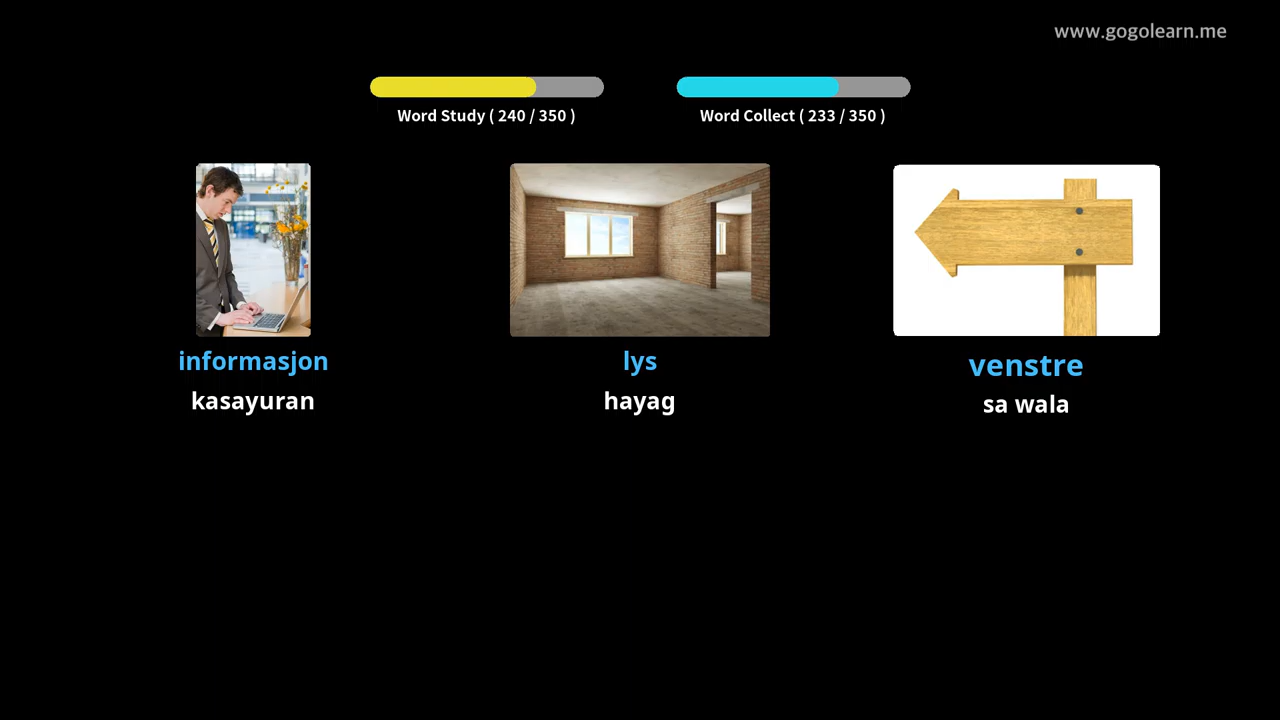 www.gogolearn.me
Word Study ( 240 / 350 )
Word Collect ( 233 / 350 )
informasjon
kasayuran
lys
hayag
venstre
sa wala